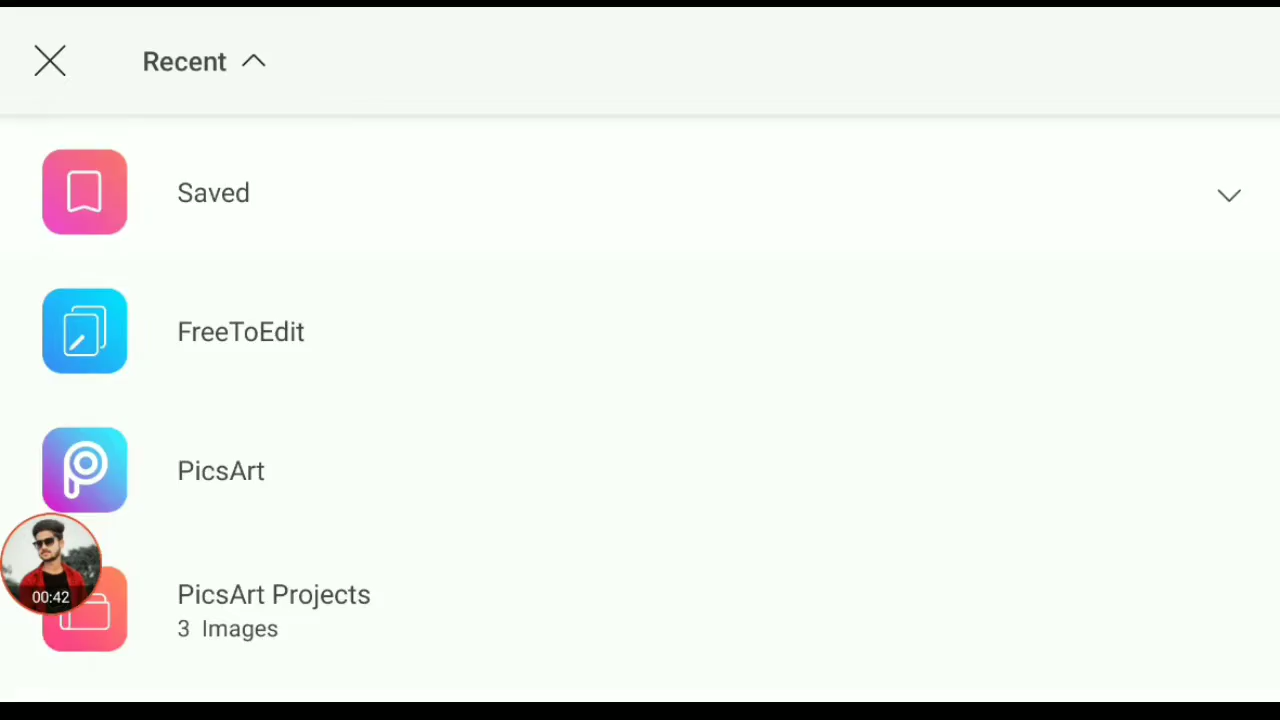 Recent
Saved
FreeToEdit
PicsArt
00:42
PicsArt Projects
3 Images